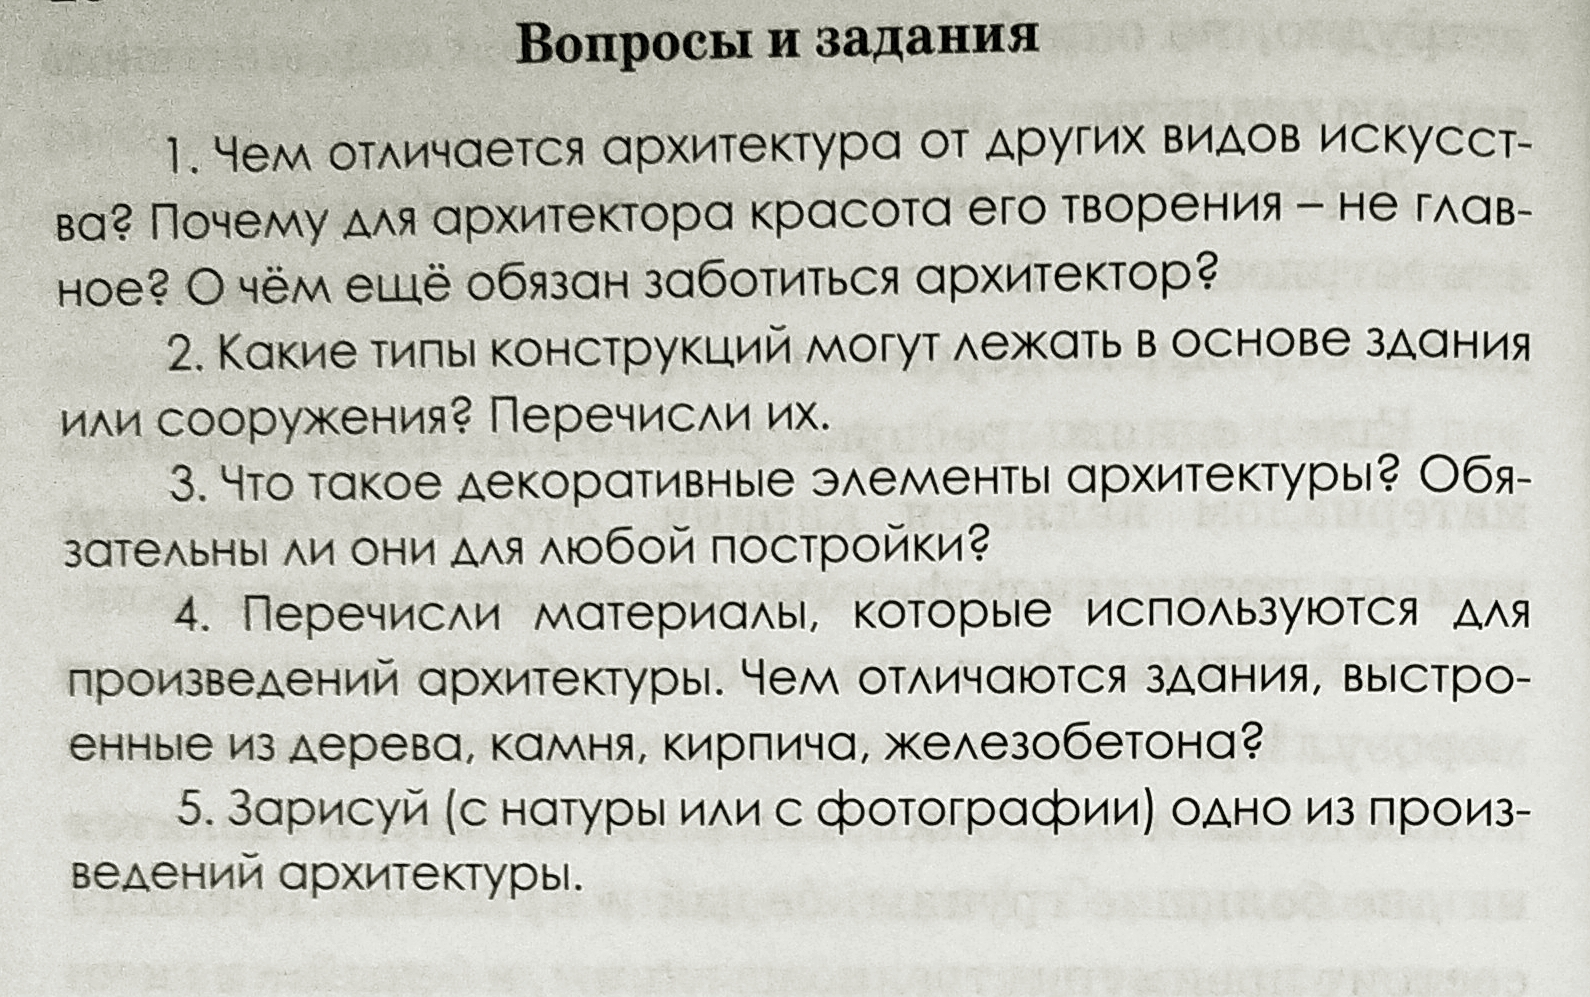 Вопросы и задания
1. Чем отличается архитектура от других видов искусст-
ва? Почему для архитектора красота его творения – не глав-
ное? О чём ещё обязан заботиться архитектор?
2. Какие типы конструкций могут лежать в основе здания
или сооружения? Перечисли их.
3. Что такое декоративные элементы архитектуры? Обя-
зательны ли они для любой постройки?
4. Перечисли материалы, которые используются для
произведений архитектуры. Чем отличаются здания, выстро-
енные из дерева, камня, кирпича, железобетона?
5. Зарисуй (с натуры или с фотографии) одно из произ-
ведений архитектуры.